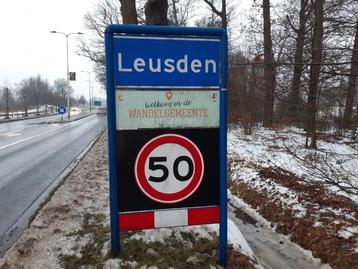 Leusden
Welkom in de
WANDELGEMEENTE
50